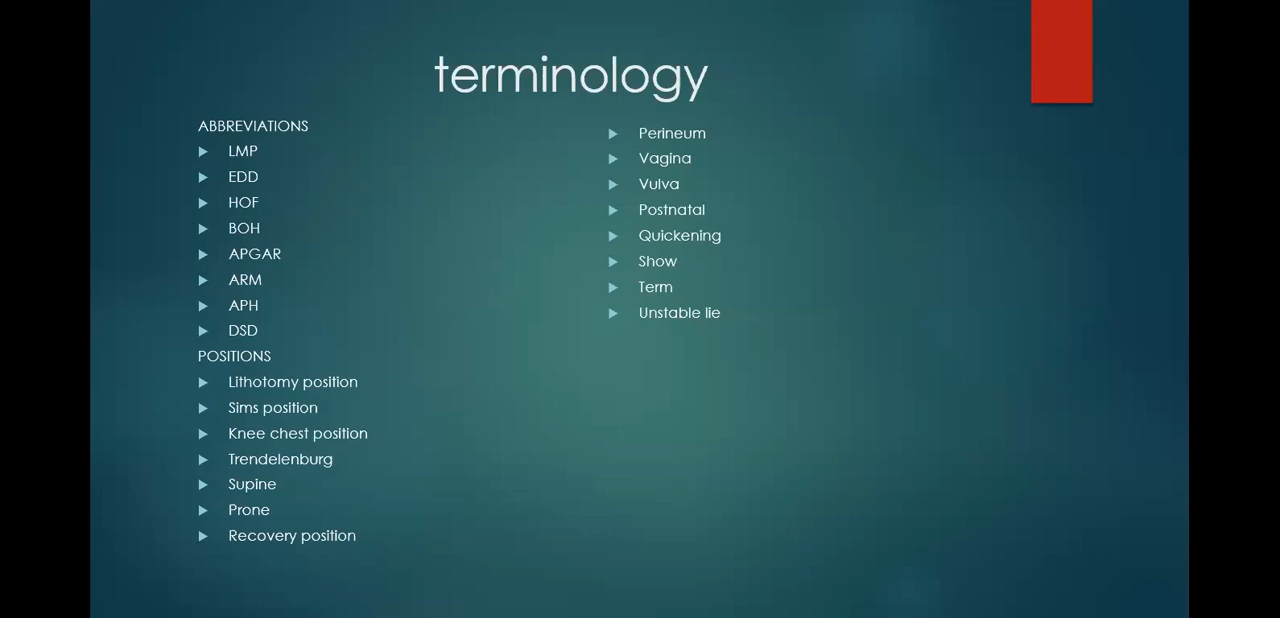 terminology
ABBREVIATIONS
LMP
EDD
HOF
BOH
APGAR
ARM
APH
DSD
POSITIONS
Lithotomy position
Sims position
Knee chest position
Trendelenburg
Supine
Prone
Recovery position
Perineum
Vagina
Vulva
Postnatal
Quickening
Show
Term
Unstable lie